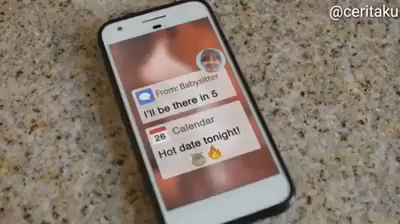 @ceritaku
From: Babysitter
I'll be there in 5
26
Calendar
Hot date tonight!